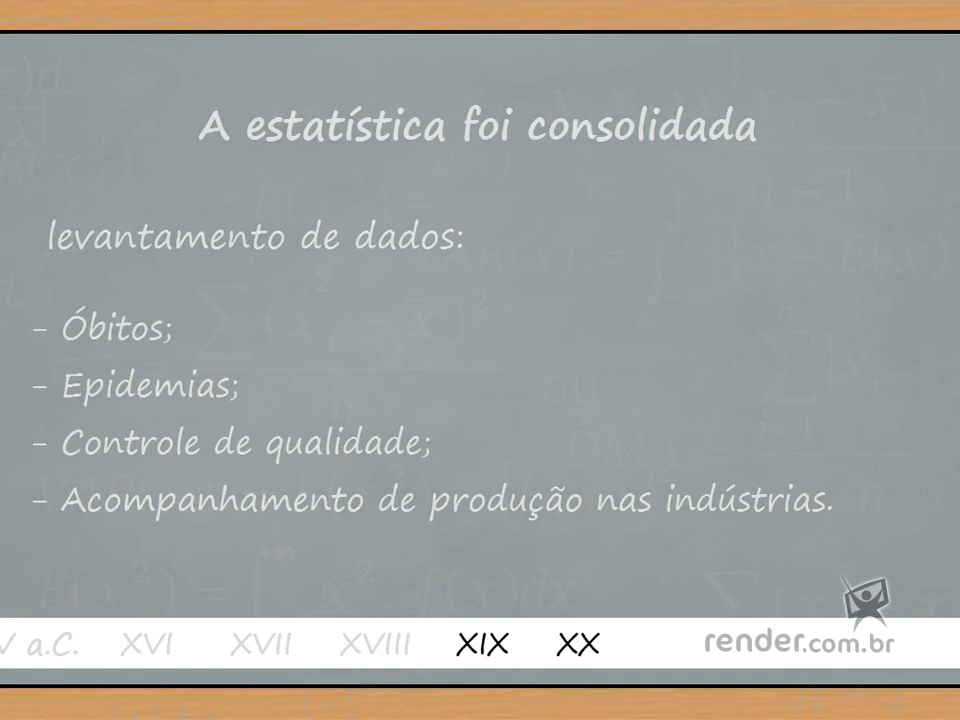 A estatística foi consolidada
levantamento de dados:
- Óbitos;
- Epidemias;
- Controle de qualidade;
- Acompanhamento de produção nas indústrias.
V a.C. XVI XVII XVIII XIX XX
render.com.br